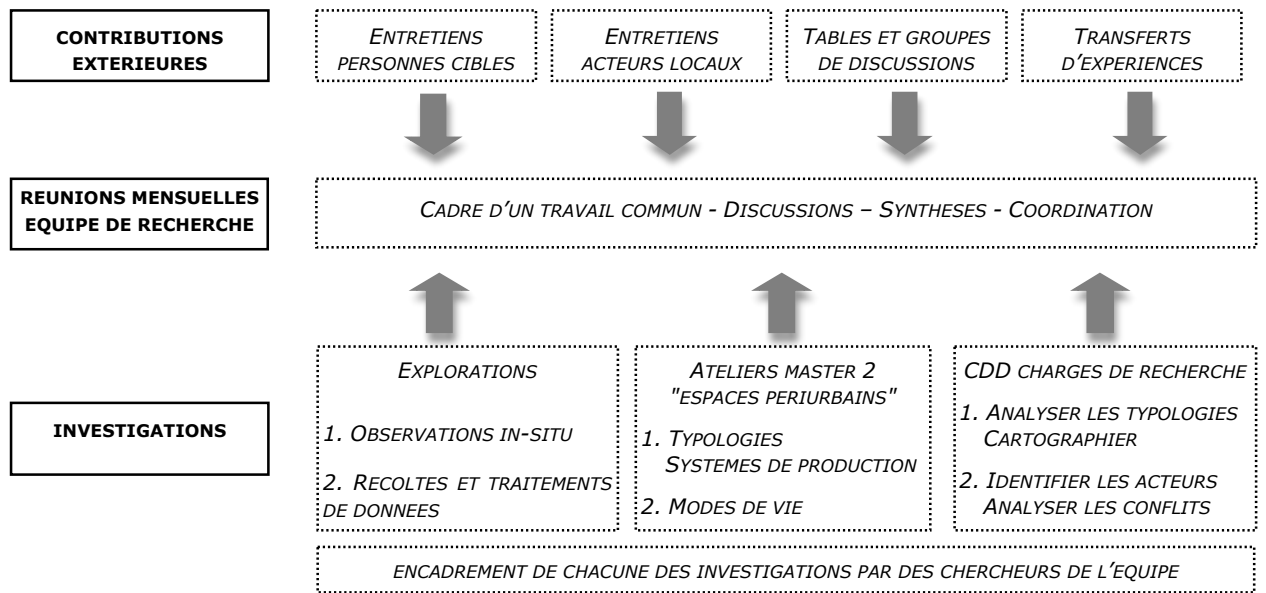 CONTRIBUTIONS
EXTERIEURES
ENTRETIENS
PERSONNES CIBLES
ENTRETIENS
ACTEURS LOCAUX
TABLES ET GROUPES
DE DISCUSSIONS
TRANSFERTS
D'EXPERIENCES
REUNIONS MENSUELLES
EQUIPE DE RECHERCHE
CADRE D'UN TRAVAIL COMMUN - DISCUSSIONS – SYNTHESES - COORDINATION
INVESTIGATIONS
EXPLORATIONS
1. OBSERVATIONS IN-SITU
2. RECOLTES ET TRAITEMENTS
DE DONNEES
ATELIERS MASTER 2
"ESPACES PERIURBAINS"
1. TYPOLOGIES
SYSTEMES DE PRODUCTION
2. MODES DE VIE
CDD CHARGES DE RECHERCHE
1. ANALYSER LES TYPOLOGIES
CARTOGRAPHIER
2. IDENTIFIER LES ACTEURS
ANALYSER LES CONFLITS
ENCADREMENT DE CHACUNE DES INVESTIGATIONS PAR DES CHERCHEURS DE L'EQUIPE